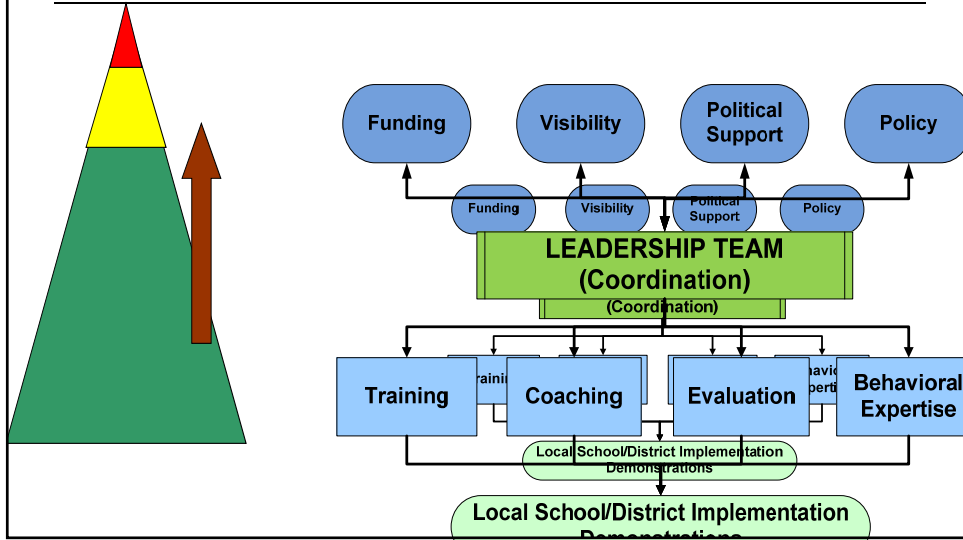 Funding
Visibility
Political
Support
Policy
Funding
Visibility
Political
Support
Policy
LEADERSHIP TEAM
(Coordination)
(Coordination)
Training
Coaching
Evaluation
Behavioral
Expertise
Local School/District Implementation
Demonstrations
Local School/District Implementation
Demonstrations